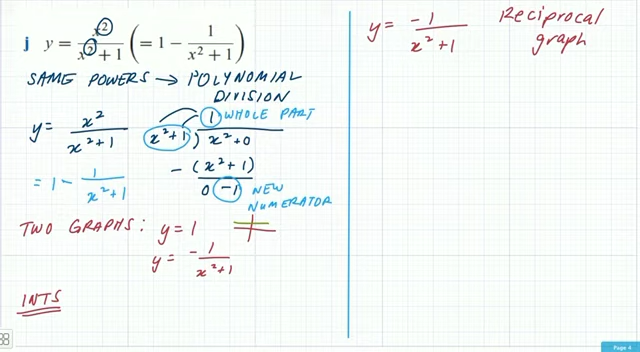 j y = x²/(x² + 1) (= 1 − 1/(x² + 1))
SAME POWERS → POLYNOMIAL
DIVISION
y = x²/(x²+1)
1 WHOLE PART
x²+1 ) x²+0
−(x²+1)
0 −1 NEW
NUMERATOR
= 1 − 1/(x²+1)
TWO GRAPHS: y = 1
y = −1/(x²+1)
INTS
y = −1/(x²+1) Reciprocal
graph
Page 4